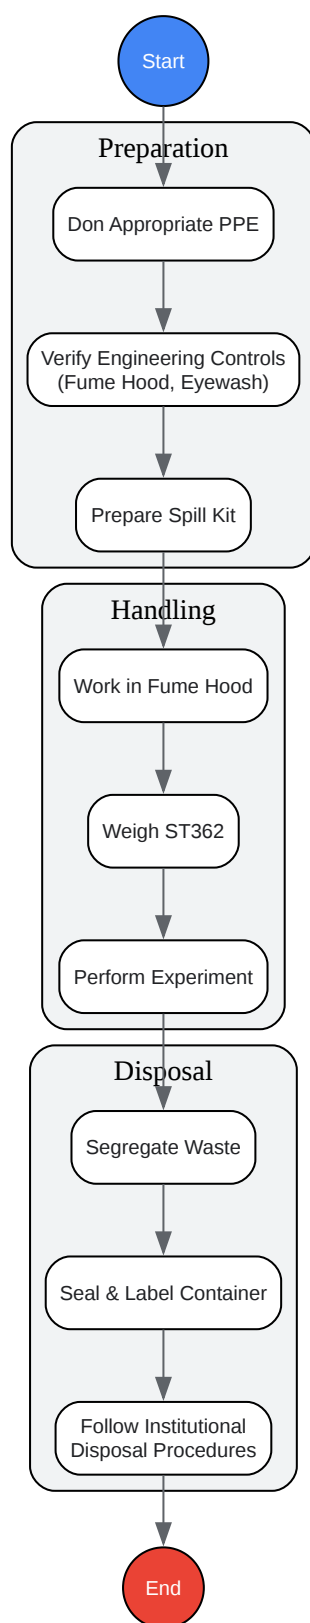 Start
Preparation
Don Appropriate PPE
Verify Engineering Controls
(Fume Hood, Eyewash)
Prepare Spill Kit
Handling
Work in Fume Hood
Weigh ST362
Perform Experiment
Disposal
Segregate Waste
Seal & Label Container
Follow Institutional
Disposal Procedures
End